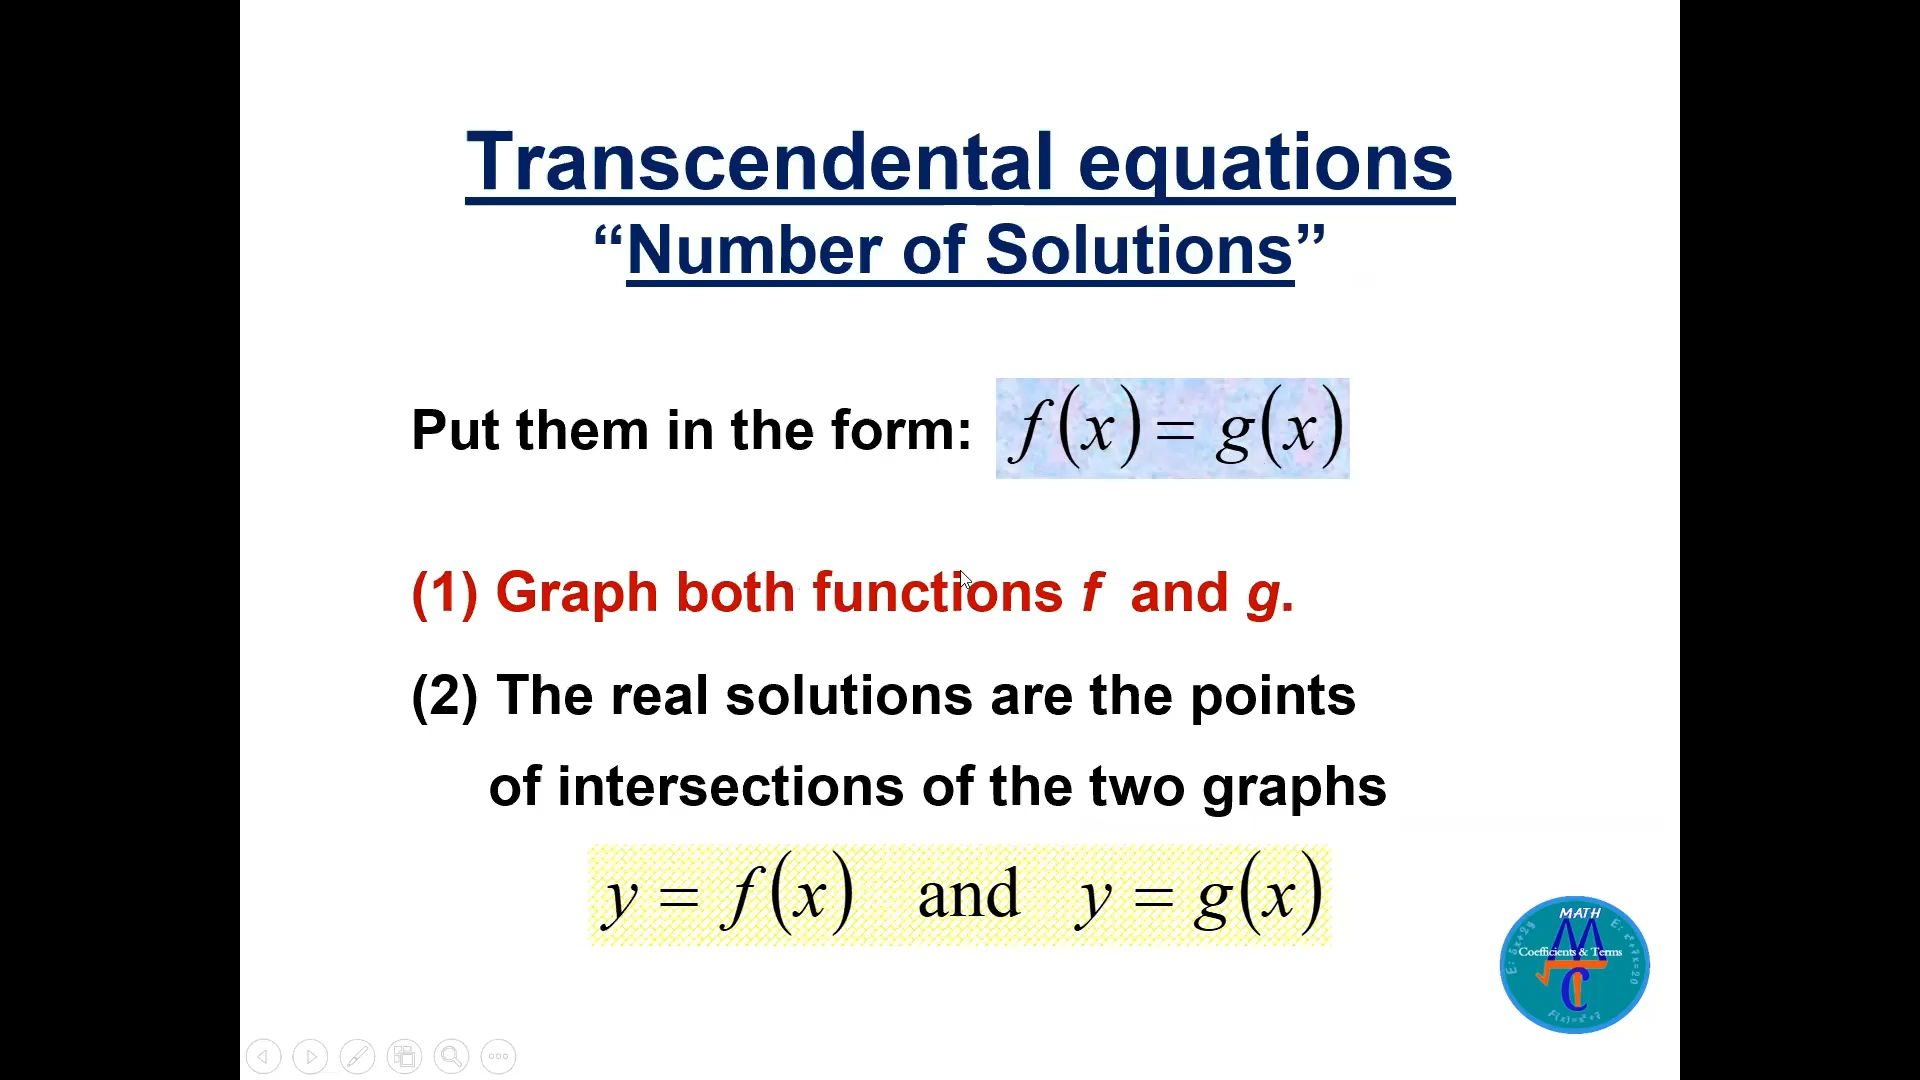 Transcendental equations
“Number of Solutions”
Put them in the form: f(x) = g(x)
(1) Graph both functions f and g.
(2) The real solutions are the points
of intersections of the two graphs
y = f(x) and y = g(x)
MATH
Coefficients & Terms